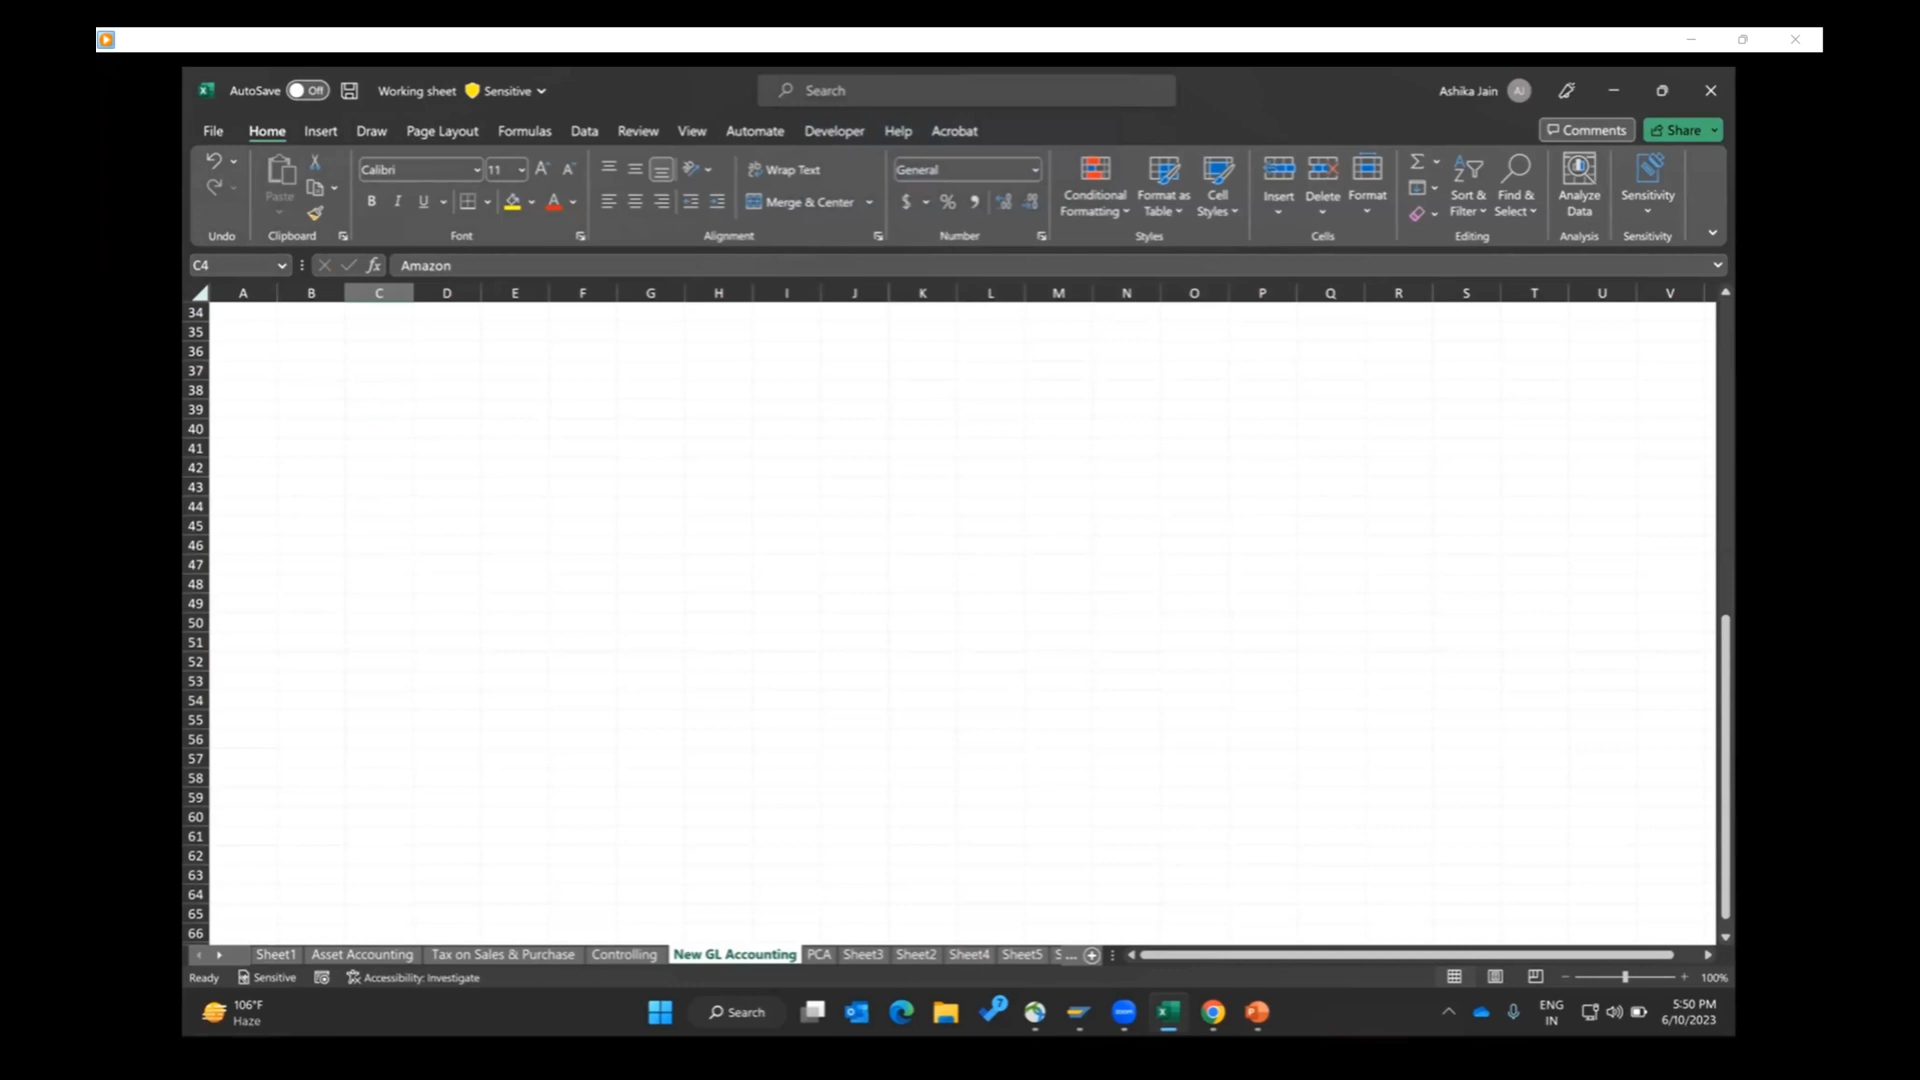 AutoSave Off Working sheet Sensitive Search Ashika Jain AJ
File Home Insert Draw Page Layout Formulas Data Review View Automate Developer Help Acrobat Comments Share
Calibri 11 Wrap Text General
Paste B I U Merge & Center $ % Conditional Formatting Format as Table Cell Styles Insert Delete Format Sort & Filter Find & Select Analyze Data Sensitivity
Undo Clipboard Font Alignment Number Styles Cells Editing Analysis Sensitivity
C4 fx Amazon
A B C D E F G H I J K L M N O P Q R S T U V
34
35
36
37
38
39
40
41
42
43
44
45
46
47
48
49
50
51
52
53
54
55
56
57
58
59
60
61
62
63
64
65
66
Sheet1 Asset Accounting Tax on Sales & Purchase Controlling New GL Accounting PCA Sheet3 Sheet2 Sheet4 Sheet5 S ...
Ready Sensitive Accessibility: Investigate 100%
106°F
Haze
Search
7
zoom
ENG
IN
5:50 PM
6/10/2023